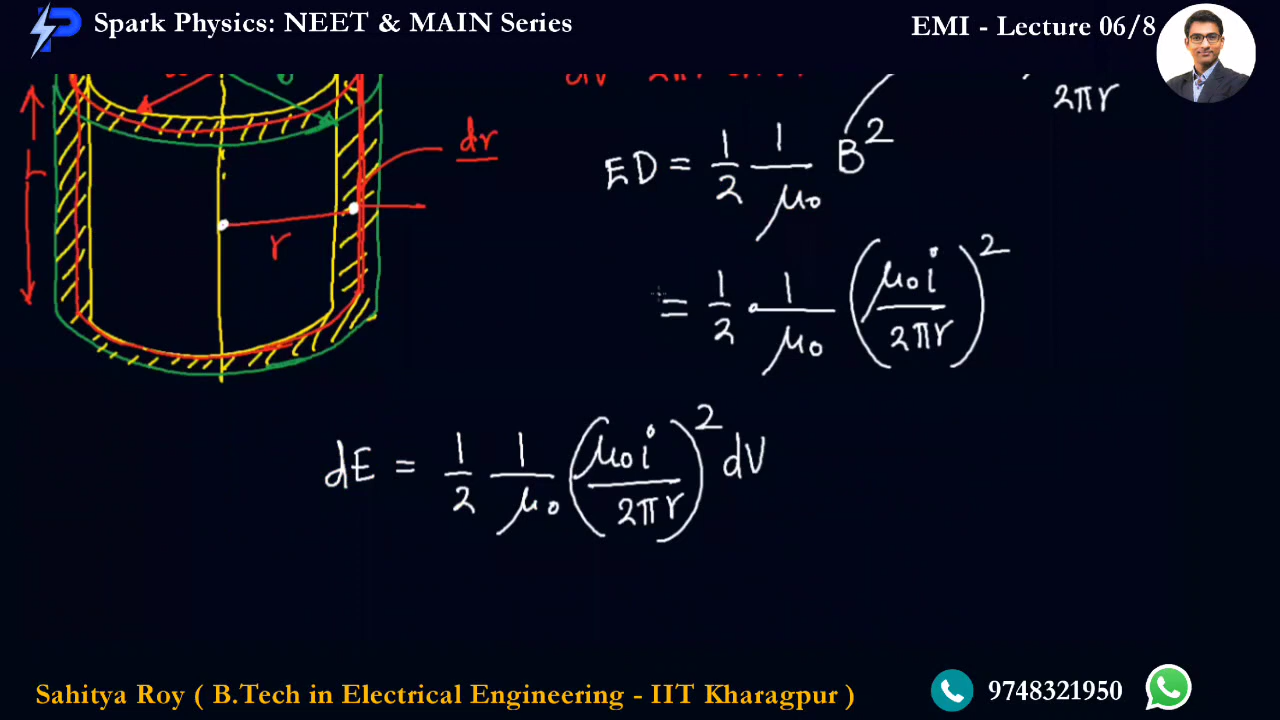 Spark Physics: NEET & MAIN Series
EMI - Lecture 06/8
b
2πr
dr
L
r
ED = 1/2 1/μ₀ B²
= 1/2 . 1/μ₀ (μ₀i/2πr)²
dE = 1/2 1/μ₀ (μ₀i/2πr)² dV
Sahitya Roy ( B.Tech in Electrical Engineering - IIT Kharagpur )
9748321950